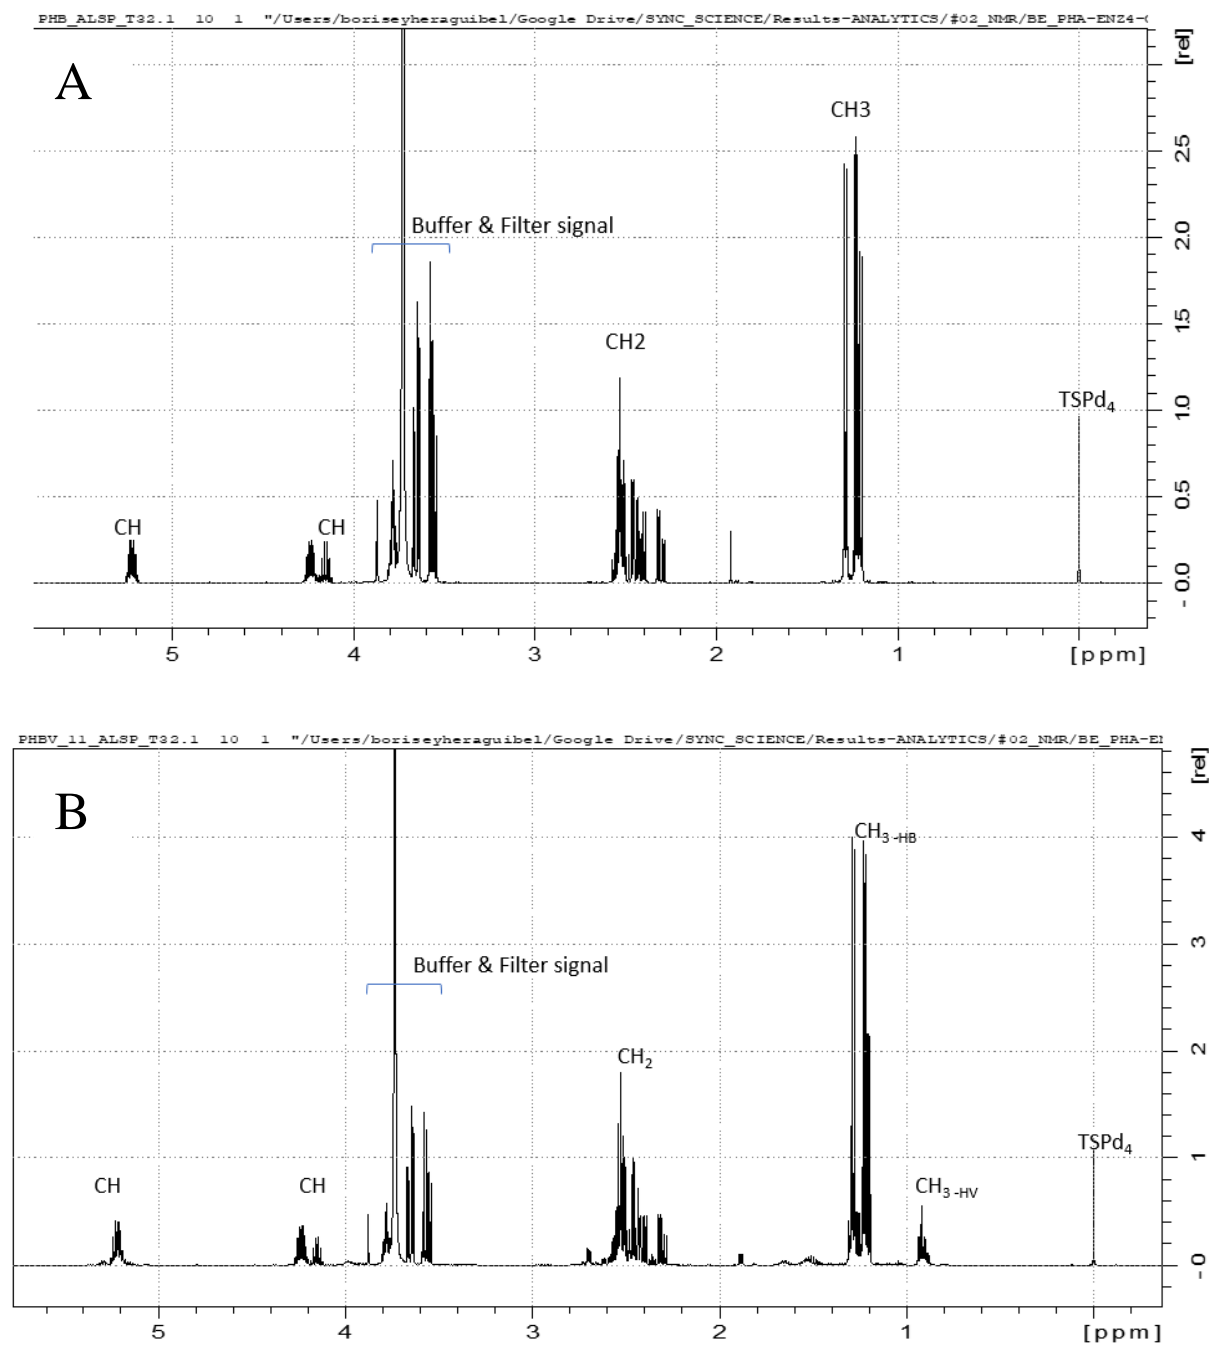 PHB_ALSP_T32.1 10 1 "/Users/boriseyheraguibel/Google Drive/SYNC_SCIENCE/Results-ANALYTICS/#02_NMR/BE_PHA-ENZ4-(
A
[rel]
CH3
2.5
Buffer & Filter signal
2.0
1.5
CH2
TSPd4
1.0
CH
CH
0.5
- 0.0
5 4 3 2 1 [ppm]
PHBV_11_ALSP_T32.1 10 1 "/Users/boriseyheraguibel/Google Drive/SYNC_SCIENCE/Results-ANALYTICS/#02_NMR/BE_PHA-EN
B
[rel]
CH3 -HB
4
3
Buffer & Filter signal
2
CH2
TSPd4
1
CH
CH
CH3 -HV
- 0
5 4 3 2 1 [ppm]